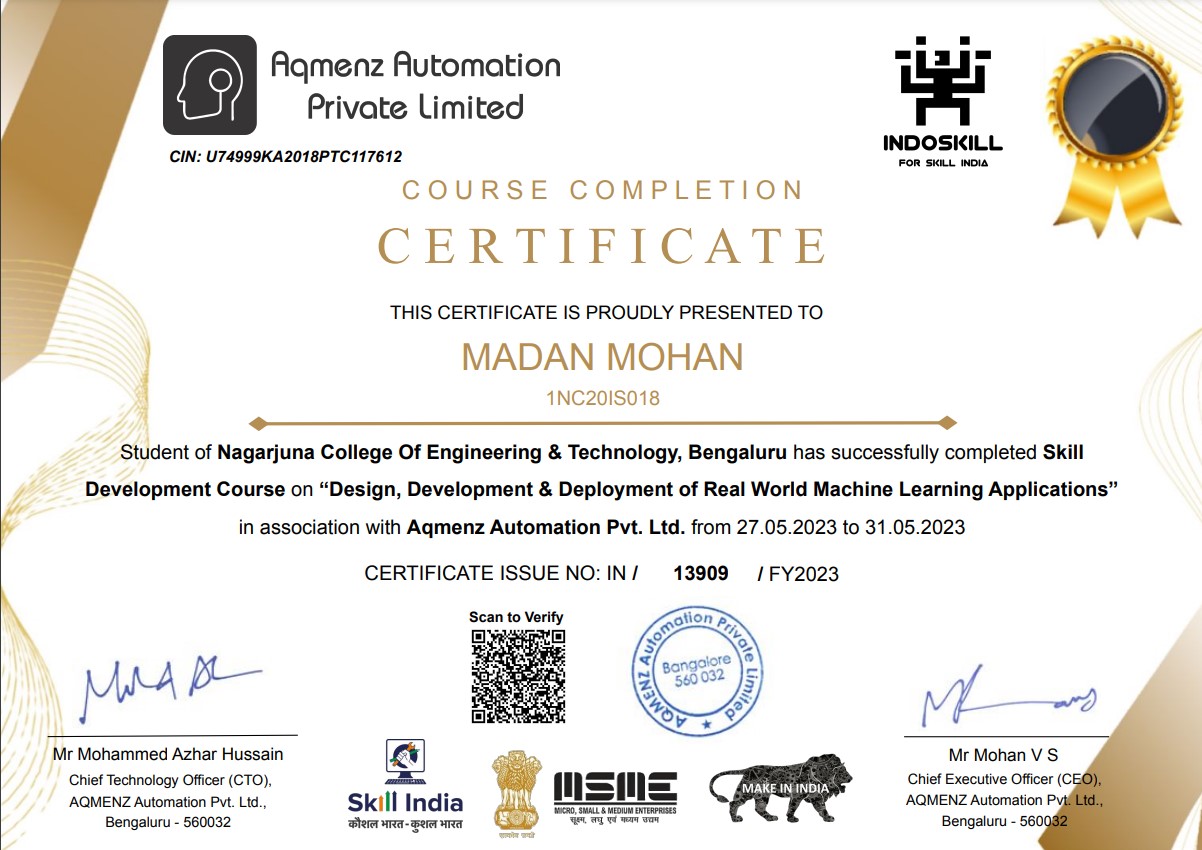 Aqmenz Automation
Private Limited
CIN: U74999KA2018PTC117612
INDOSKILL
FOR SKILL INDIA
COURSE COMPLETION
CERTIFICATE
THIS CERTIFICATE IS PROUDLY PRESENTED TO
MADAN MOHAN
1NC20IS018
Student of Nagarjuna College Of Engineering & Technology, Bengaluru has successfully completed Skill
Development Course on “Design, Development & Deployment of Real World Machine Learning Applications”
in association with Aqmenz Automation Pvt. Ltd. from 27.05.2023 to 31.05.2023
CERTIFICATE ISSUE NO: IN / 13909 / FY2023
Scan to Verify
AQMENZ Automation Private Limited
Bangalore
560 032
Mr Mohammed Azhar Hussain
Chief Technology Officer (CTO),
AQMENZ Automation Pvt. Ltd.,
Bengaluru - 560032
Skill India
कौशल भारत - कुशल भारत
सत्यमेव जयते
MSME
MICRO, SMALL & MEDIUM ENTERPRISES
सूक्ष्म, लघु एवं मध्यम उद्यम
MAKE IN INDIA
Mr Mohan V S
Chief Executive Officer (CEO),
AQMENZ Automation Pvt. Ltd.,
Bengaluru - 560032